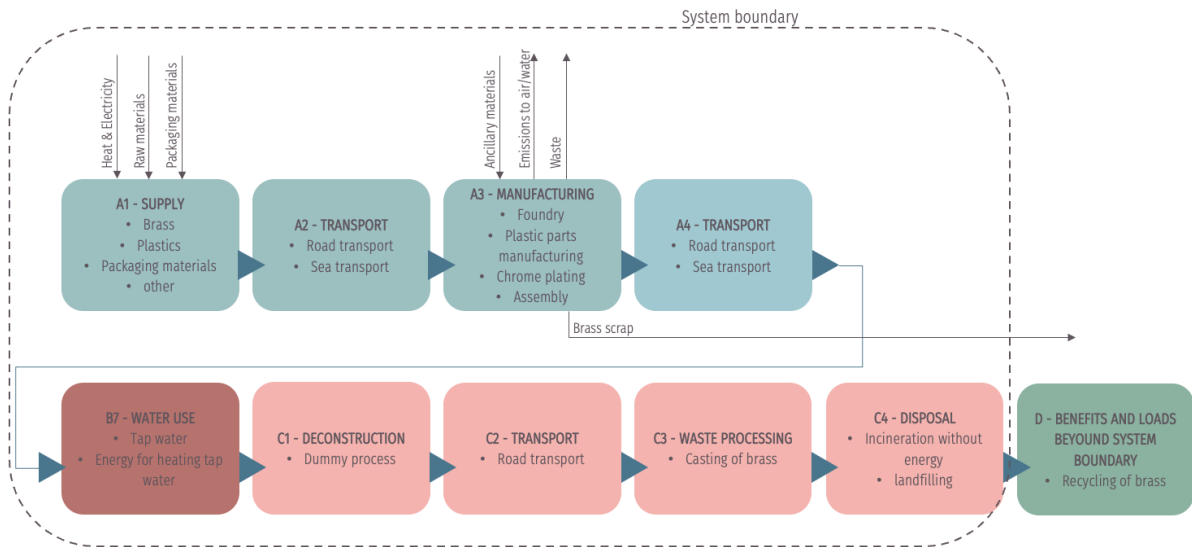 System boundary
Heat & Electricity
Raw materials
Packaging materials
Ancillary materials
Emissions to air/water
Waste
A1 - SUPPLY
• Brass
• Plastics
• Packaging materials
• other
A2 - TRANSPORT
• Road transport
• Sea transport
A3 - MANUFACTURING
• Foundry
• Plastic parts
manufacturing
• Chrome plating
• Assembly
A4 - TRANSPORT
• Road transport
• Sea transport
Brass scrap
B7 - WATER USE
• Tap water
• Energy for heating tap
water
C1 - DECONSTRUCTION
• Dummy process
C2 - TRANSPORT
• Road transport
C3 - WASTE PROCESSING
• Casting of brass
C4 - DISPOSAL
• Incineration without
energy
• landfilling
D - BENEFITS AND LOADS
BEYOUND SYSTEM
BOUNDARY
• Recycling of brass